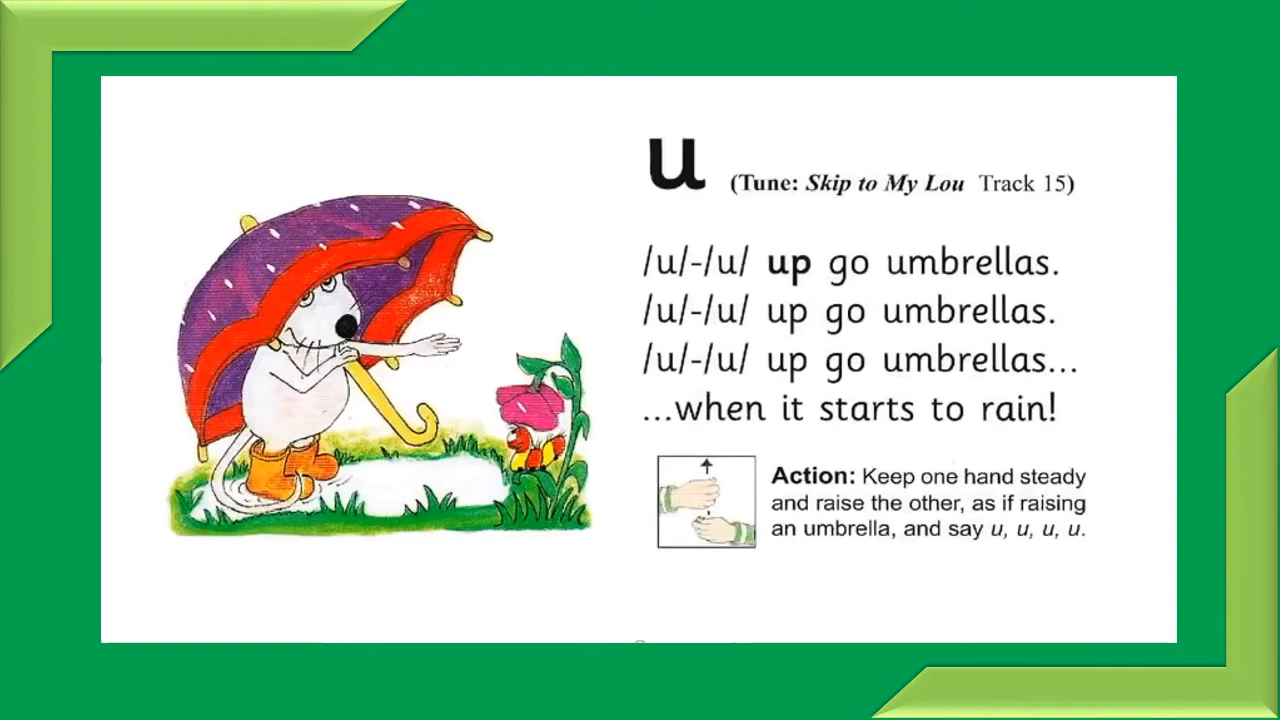 u (Tune: Skip to My Lou Track 15)
/u/-/u/ up go umbrellas.
/u/-/u/ up go umbrellas.
/u/-/u/ up go umbrellas...
...when it starts to rain!
Action: Keep one hand steady
and raise the other, as if raising
an umbrella, and say u, u, u, u.